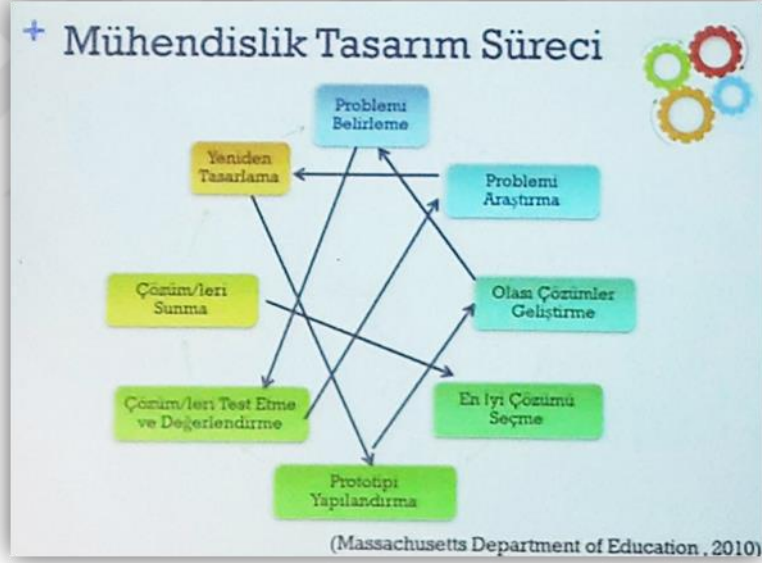 + Mühendislik Tasarım Süreci
Problemi
Belirleme
Yeniden
Tasarlama
Problemi
Araştırma
Çözüm/leri
Sunma
Olası Çözümler
Geliştirme
Çözüm/leri Test Etme
ve Değerlendirme
En İyi Çözümü
Seçme
Prototipi
Yapılandırma
(Massachusetts Department of Education , 2010)